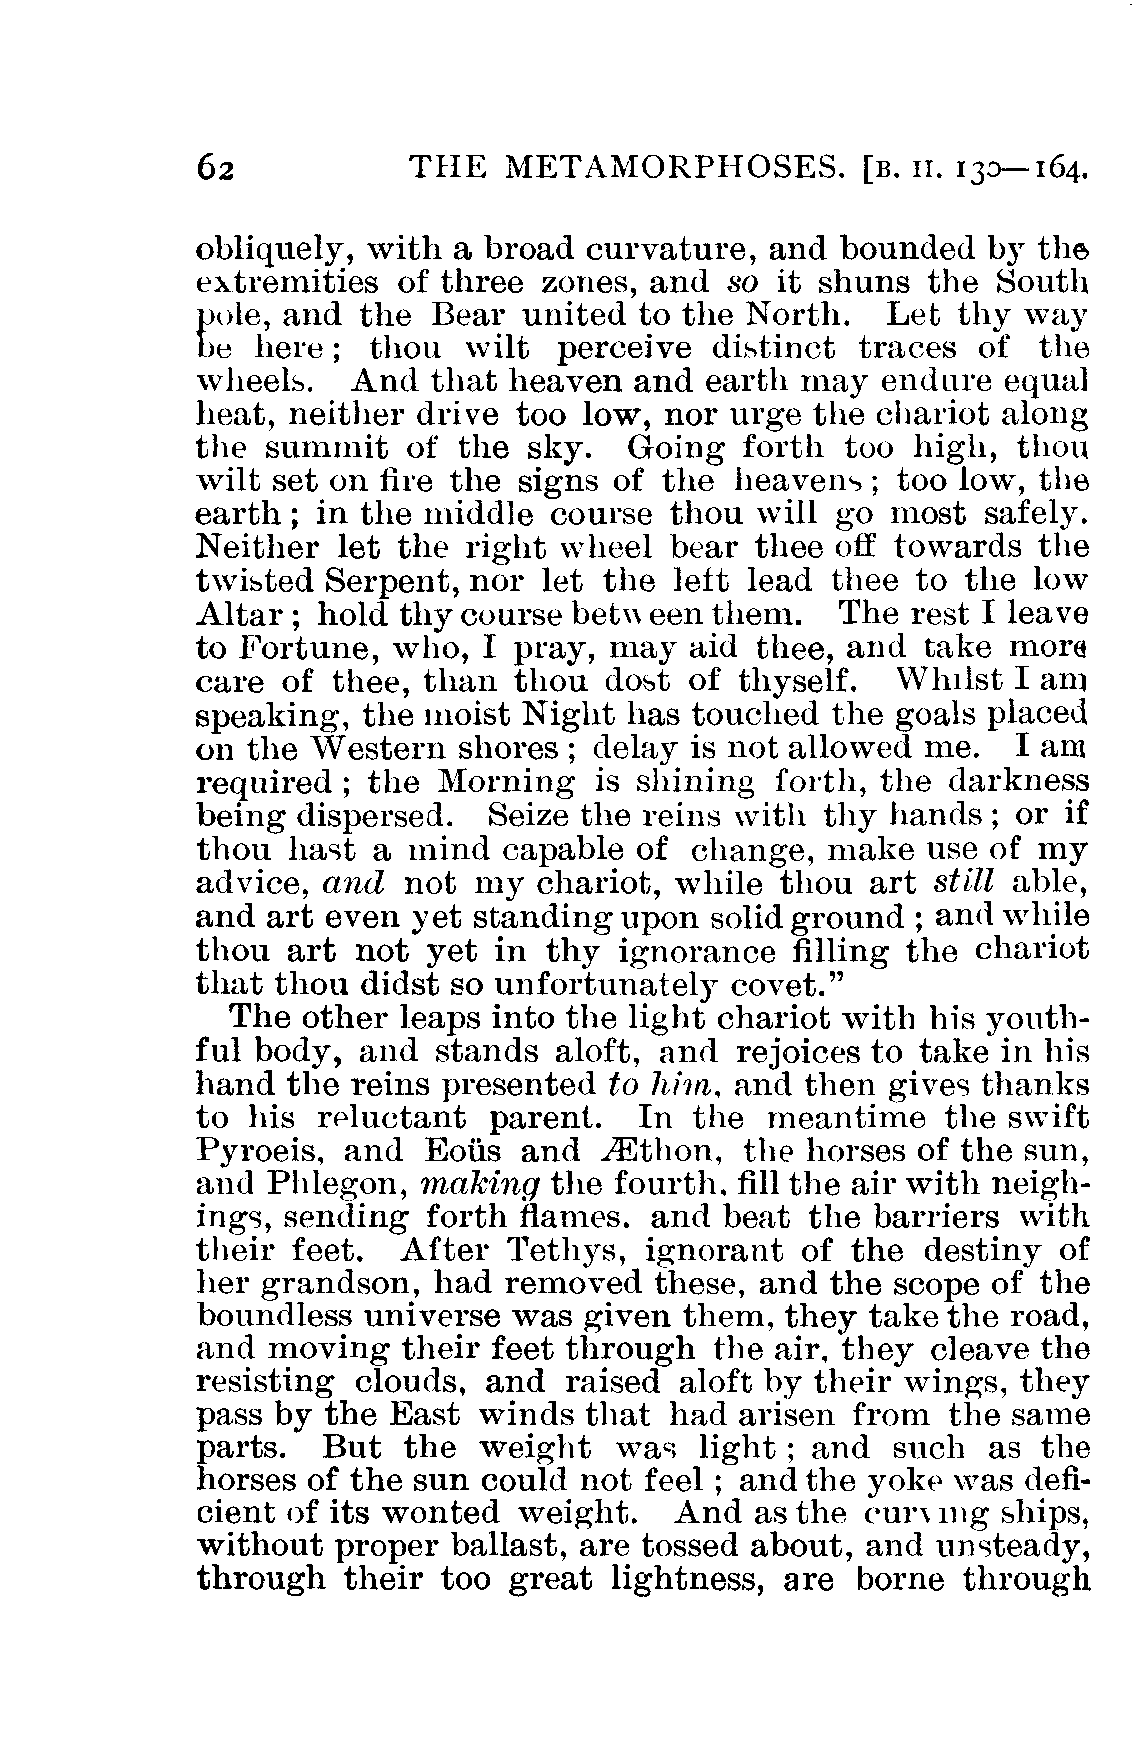 62 THE METAMORPHOSES. [B. II. 130—164.
obliquely, with a broad curvature, and bounded by the
extremities of three zones, and so it shuns the South
pole, and the Bear united to the North. Let thy way
be here; thou wilt perceive distinct traces of the
wheels. And that heaven and earth may endure equal
heat, neither drive too low, nor urge the chariot along
the summit of the sky. Going forth too high, thou
wilt set on fire the signs of the heavens; too low, the
earth; in the middle course thou will go most safely.
Neither let the right wheel bear thee off towards the
twisted Serpent, nor let the left lead thee to the low
Altar; hold thy course between them. The rest I leave
to Fortune, who, I pray, may aid thee, and take more
care of thee, than thou dost of thyself. Whilst I am
speaking, the moist Night has touched the goals placed
on the Western shores; delay is not allowed me. I am
required; the Morning is shining forth, the darkness
being dispersed. Seize the reins with thy hands; or if
thou hast a mind capable of change, make use of my
advice, and not my chariot, while thou art still able,
and art even yet standing upon solid ground; and while
thou art not yet in thy ignorance filling the chariot
that thou didst so unfortunately covet.”
The other leaps into the light chariot with his youth-
ful body, and stands aloft, and rejoices to take in his
hand the reins presented to him, and then gives thanks
to his reluctant parent. In the meantime the swift
Pyroeis, and Eoüs and Æthon, the horses of the sun,
and Phlegon, making the fourth, fill the air with neigh-
ings, sending forth flames, and beat the barriers with
their feet. After Tethys, ignorant of the destiny of
her grandson, had removed these, and the scope of the
boundless universe was given them, they take the road,
and moving their feet through the air, they cleave the
resisting clouds, and raised aloft by their wings, they
pass by the East winds that had arisen from the same
parts. But the weight was light; and such as the
horses of the sun could not feel; and the yoke was defi-
cient of its wonted weight. And as the curving ships,
without proper ballast, are tossed about, and unsteady,
through their too great lightness, are borne through